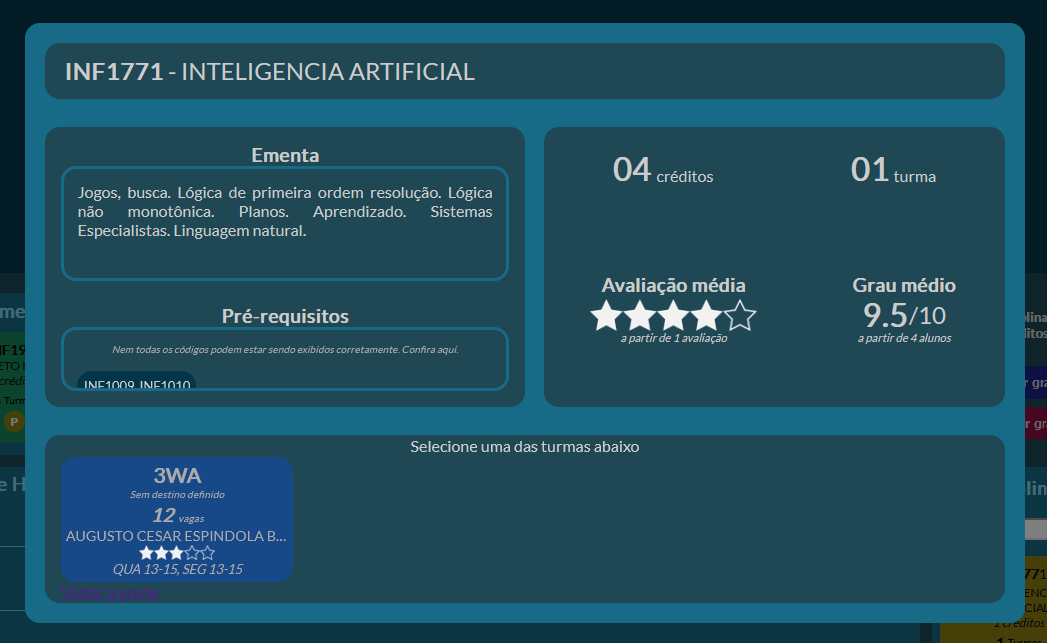 INF1771 - INTELIGENCIA ARTIFICIAL
Ementa
Jogos, busca. Lógica de primeira ordem resolução. Lógica
não monotônica. Planos. Aprendizado. Sistemas
Especialistas. Linguagem natural.
Pré-requisitos
Nem todas os códigos podem estar sendo exibidos corretamente. Confira aqui.
INF1009, INF1010
04 créditos
01 turma
Avaliação média
a partir de 1 avaliação
Grau médio
9.5/10
a partir de 4 alunos
Selecione uma das turmas abaixo
3WA
Sem destino definido
12 vagas
AUGUSTO CESAR ESPINDOLA B...
QUA 13-15, SEG 13-15
Voltar à grade
P